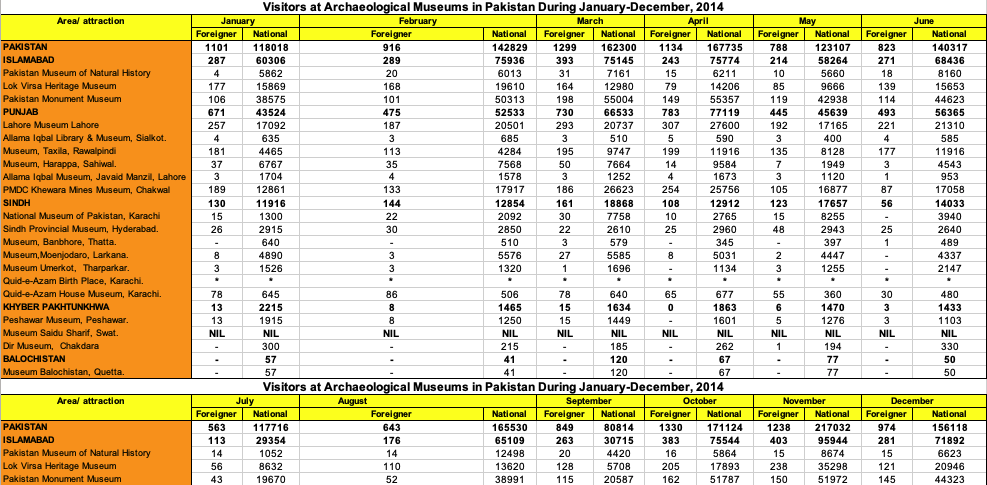 Visitors at Archaeological Museums in Pakistan During January-December, 2014
Area/ attraction January February March April May June
Foreigner National Foreigner National Foreigner National Foreigner National Foreigner National Foreigner National
PAKISTAN 1101 118018 916 142829 1299 162300 1134 167735 788 123107 823 140317
ISLAMABAD 287 60306 289 75936 393 75145 243 75774 214 58264 271 68436
Pakistan Museum of Natural History 4 5862 20 6013 31 7161 15 6211 10 5660 18 8160
Lok Virsa Heritage Museum 177 15869 168 19610 164 12980 79 14206 85 9666 139 15653
Pakistan Monument Museum 106 38575 101 50313 198 55004 149 55357 119 42938 114 44623
PUNJAB 671 43524 475 52533 730 66533 783 77119 445 45639 493 56365
Lahore Museum Lahore 257 17092 187 20501 293 20737 307 27600 192 17165 221 21310
Allama Iqbal Library & Museum, Sialkot. 4 635 3 685 3 510 5 590 3 400 4 585
Museum, Taxila, Rawalpindi 181 4465 113 4284 195 9747 199 11916 135 8128 177 11916
Museum, Harappa, Sahiwal. 37 6767 35 7568 50 7664 14 9584 7 1949 3 4543
Allama Iqbal Museum, Javaid Manzil, Lahore 3 1704 4 1578 3 1252 4 1673 3 1120 1 953
PMDC Khewara Mines Museum, Chakwal 189 12861 133 17917 186 26623 254 25756 105 16877 87 17058
SINDH 130 11916 144 12854 161 18868 108 12912 123 17657 56 14033
National Museum of Pakistan, Karachi 15 1300 22 2092 30 7758 10 2765 15 8255 - 3940
Sindh Provincial Museum, Hyderabad. 26 2915 30 2850 22 2610 25 2960 48 2943 25 2640
Museum, Banbhore, Thatta. - 640 - 510 3 579 - 345 - 397 1 489
Museum,Moenjodaro, Larkana. 8 4890 3 5576 27 5585 8 5031 2 4447 - 4337
Museum Umerkot, Tharparkar. 3 1526 3 1320 1 1696 - 1134 3 1255 - 2147
Quid-e-Azam Birth Place, Karachi. * * * * * * * * * * * *
Quid-e-Azam House Museum, Karachi. 78 645 86 506 78 640 65 677 55 360 30 480
KHYBER PAKHTUNKHWA 13 2215 8 1465 15 1634 0 1863 6 1470 3 1433
Peshawar Museum, Peshawar. 13 1915 8 1250 15 1449 - 1601 5 1276 3 1103
Museum Saidu Sharif, Swat. NIL NIL NIL NIL NIL NIL NIL NIL NIL NIL NIL NIL
Dir Museum, Chakdara - 300 - 215 - 185 - 262 1 194 - 330
BALOCHISTAN - 57 - 41 - 120 - 67 - 77 - 50
Museum Balochistan, Quetta. - 57 - 41 - 120 - 67 - 77 - 50
Visitors at Archaeological Museums in Pakistan During January-December, 2014
Area/ attraction July August September October November December
Foreigner National Foreigner National Foreigner National Foreigner National Foreigner National Foreigner National
PAKISTAN 563 117716 643 165530 849 80814 1330 171124 1238 217032 974 156118
ISLAMABAD 113 29354 176 65109 263 30715 383 75544 403 95944 281 71892
Pakistan Museum of Natural History 14 1052 14 12498 20 4420 16 5864 15 8674 15 6623
Lok Virsa Heritage Museum 56 8632 110 13620 128 5708 205 17893 238 35298 121 20946
Pakistan Monument Museum 43 19670 52 38991 115 20587 162 51787 150 51972 145 44323